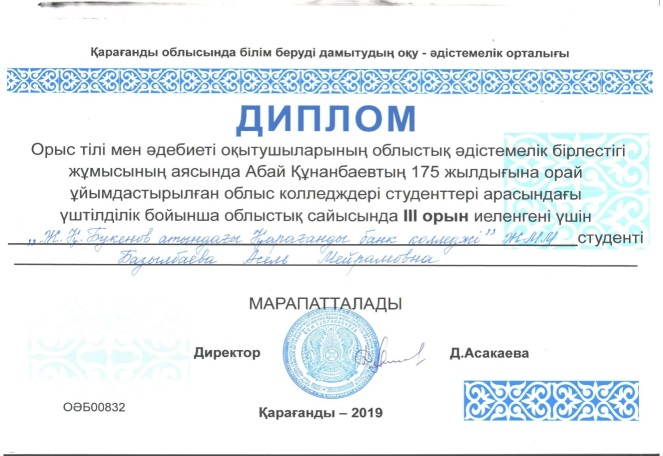 Қарағанды облысында білім беруді дамытудың оқу - әдістемелік орталығы
ДИПЛОМ
Орыс тілі мен әдебиеті оқытушыларының облыстық әдістемелік бірлестігі
жұмысының аясында Абай Құнанбаевтың 175 жылдығына орай
ұйымдастырылған облыс колледждері студенттері арасындағы
үштілділік бойынша облыстық сайысында III орын иеленгені үшін
„Ж.Қ.Букенов атындағы Қарағанды банк колледжі" ЖММ студенті
Базылбаева Әсель Мейрамовна
МАРАПАТТАЛАДЫ
Директор Д.Асакаева
ОӘБ00832
Қарағанды – 2019